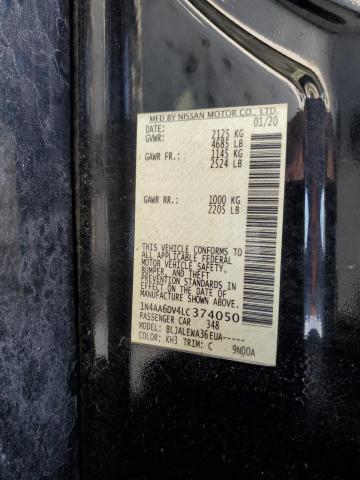 MFD BY NISSAN MOTOR CO., LTD.
DATE: 01/20
GVWR: 2125 KG
4685 LB
GAWR FR.: 1145 KG
2524 LB
GAWR RR.: 1000 KG
2205 LB
THIS VEHICLE CONFORMS TO
ALL APPLICABLE FEDERAL
MOTOR VEHICLE SAFETY,
BUMPER, AND THEFT
PREVENTION STANDARDS
IN EFFECT ON THE DATE OF
MANUFACTURE SHOWN ABOVE.
1N4AA6DV4LC374050
PASSENGER CAR 348
MODEL: BLJALEWA36EUA-----
COLOR: KH3 TRIM: C 9N00A